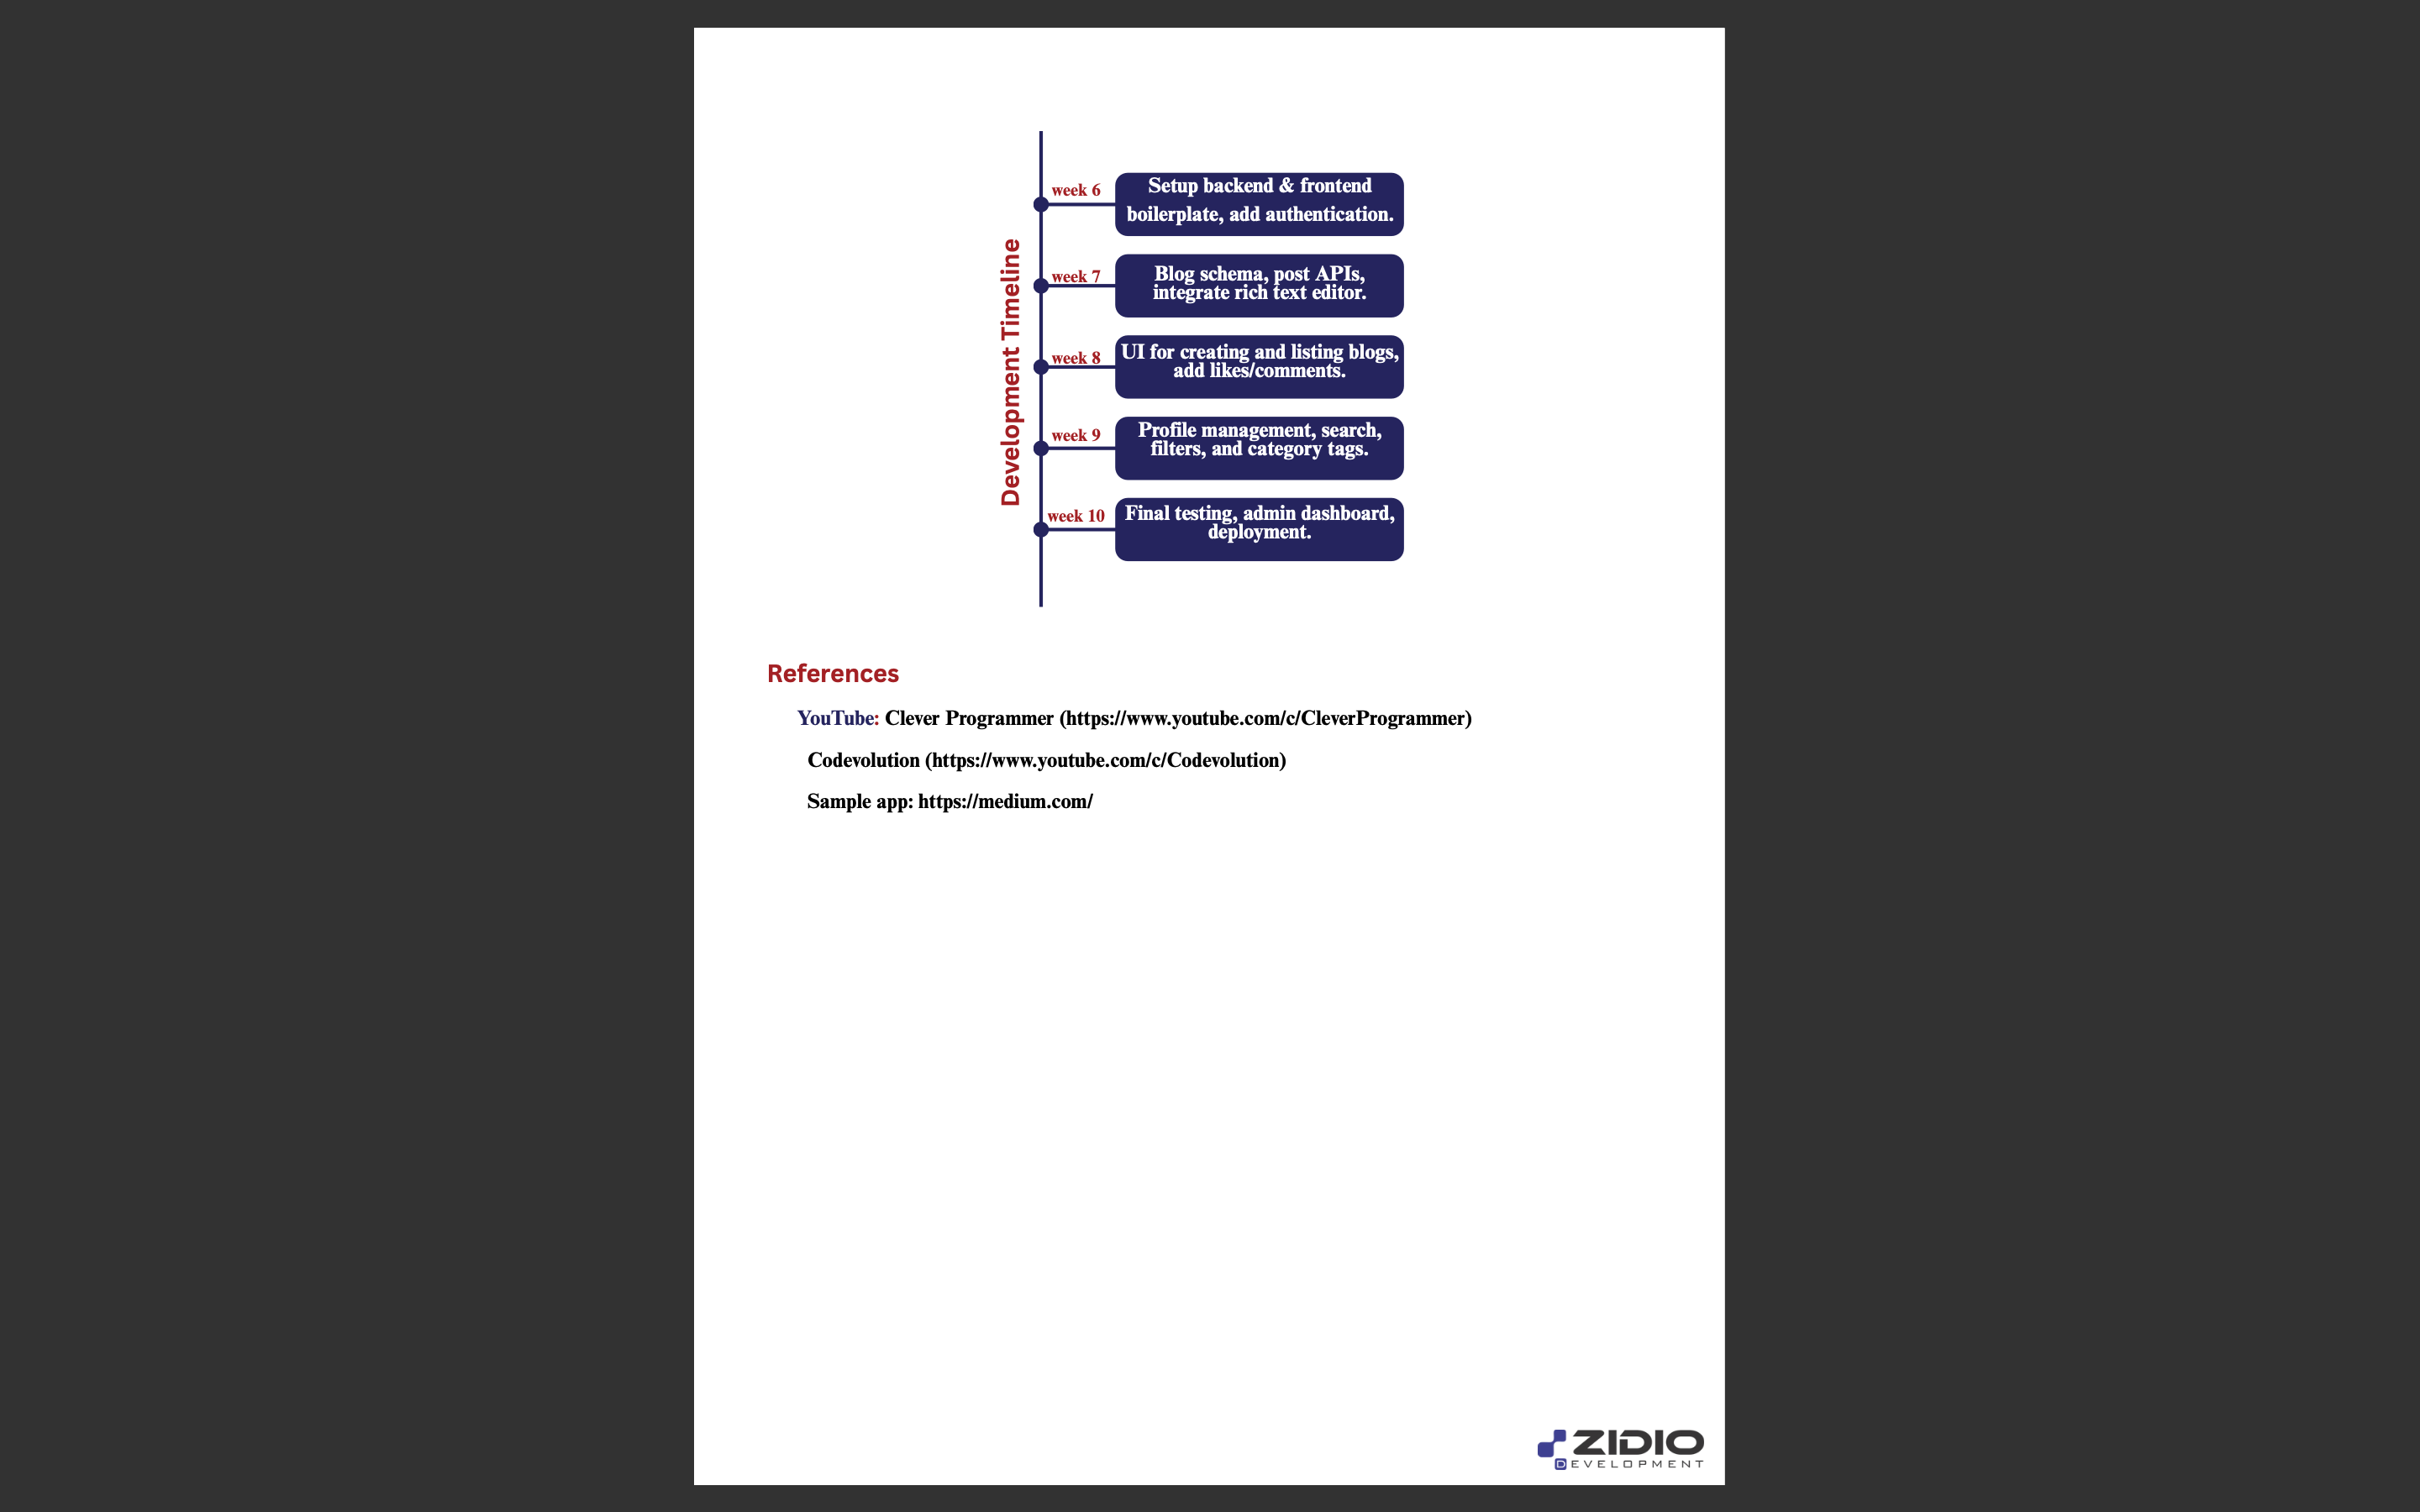 Development Timeline
week 6
Setup backend & frontend
boilerplate, add authentication.
week 7
Blog schema, post APIs,
integrate rich text editor.
week 8
UI for creating and listing blogs,
add likes/comments.
week 9
Profile management, search,
filters, and category tags.
week 10
Final testing, admin dashboard,
deployment.
References
YouTube: Clever Programmer (https://www.youtube.com/c/CleverProgrammer)
Codevolution (https://www.youtube.com/c/Codevolution)
Sample app: https://medium.com/
ZIDIO
DEVELOPMENT